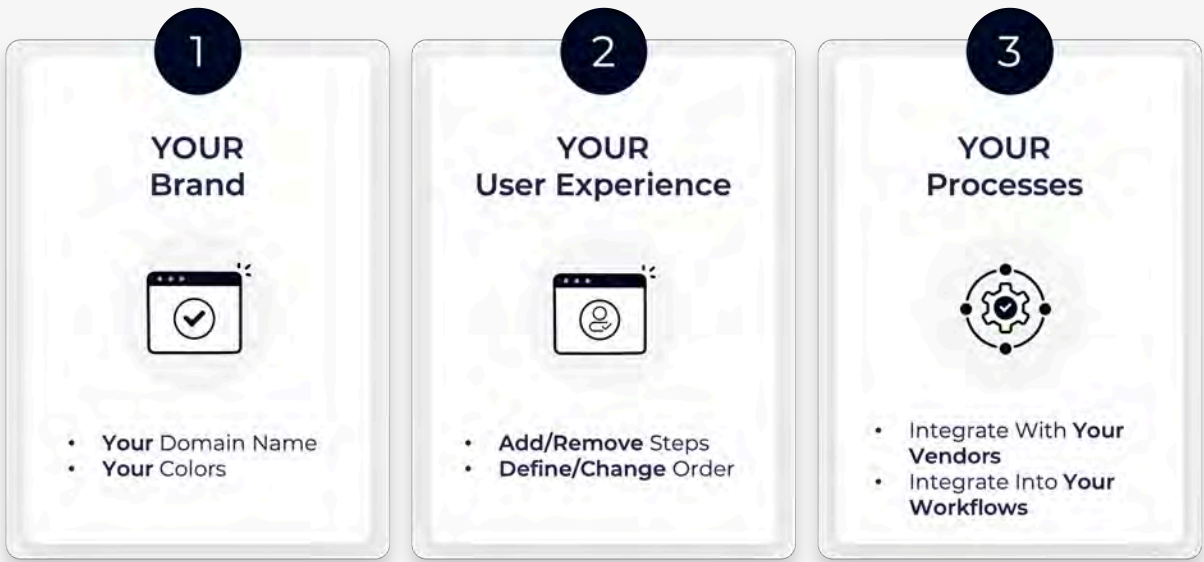 1
YOUR
Brand
• Your Domain Name
• Your Colors
2
YOUR
User Experience
• Add/Remove Steps
• Define/Change Order
3
YOUR
Processes
• Integrate With Your
Vendors
• Integrate Into Your
Workflows